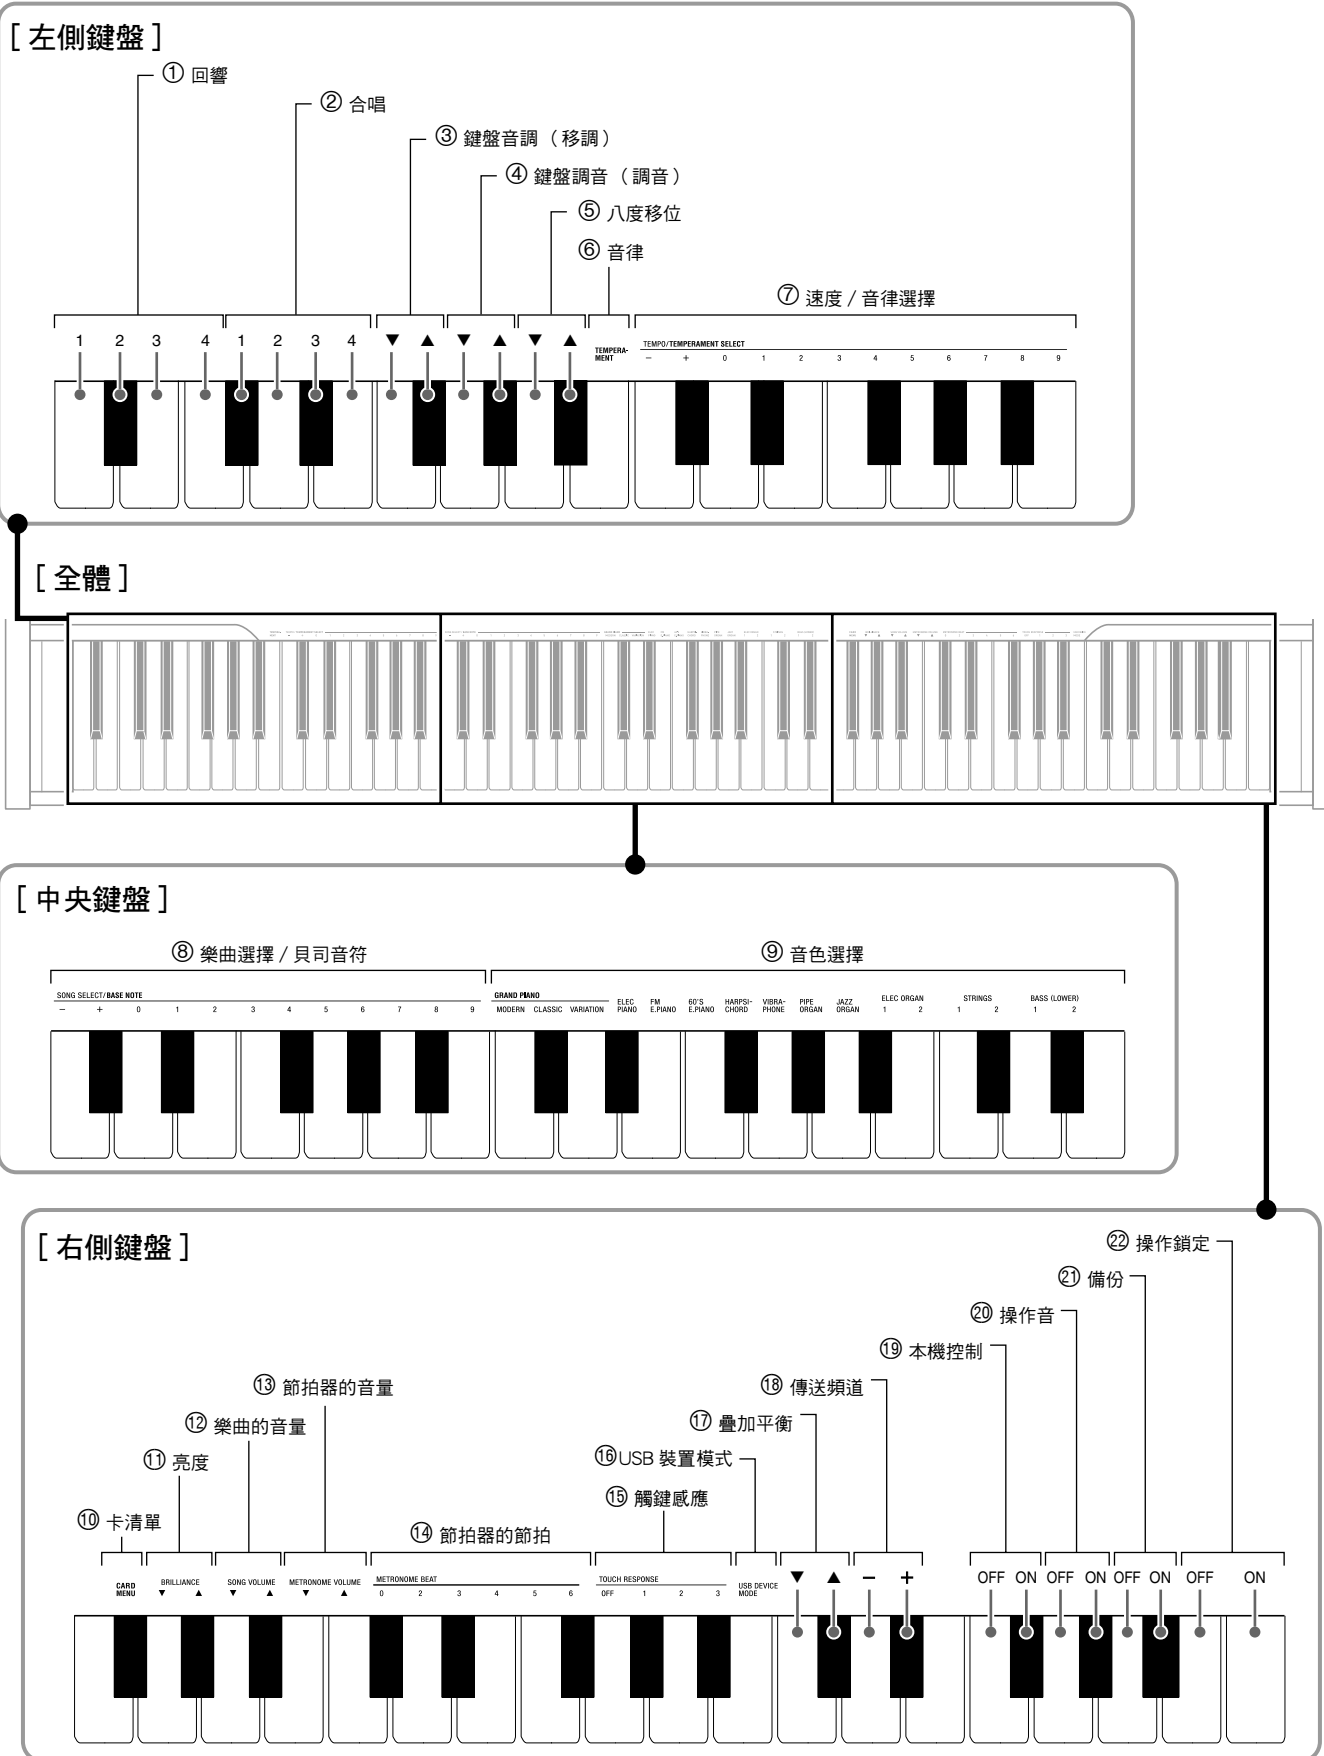 [ 左側鍵盤 ]
① 回響
② 合唱
③ 鍵盤音調（移調）
④ 鍵盤調音（調音）
⑤ 八度移位
⑥ 音律
⑦ 速度 / 音律選擇
1 2 3 4 1 2 3 4 ▼ ▲ ▼ ▲ ▼ ▲
TEMPERA-
MENT
TEMPO/TEMPERAMENT SELECT
− + 0 1 2 3 4 5 6 7 8 9
[ 全體 ]
[ 中央鍵盤 ]
⑧ 樂曲選擇 / 貝司音符
⑨ 音色選擇
SONG SELECT/BASE NOTE
− + 0 1 2 3 4 5 6 7 8 9
GRAND PIANO
MODERN CLASSIC VARIATION
ELEC
PIANO
FM
E.PIANO
60'S
E.PIANO
HARPSI-
CHORD
VIBRA-
PHONE
PIPE
ORGAN
JAZZ
ORGAN
ELEC ORGAN
1 2
STRINGS
1 2
BASS (LOWER)
1 2
[ 右側鍵盤 ]
㉒ 操作鎖定
㉑ 備份
⑳ 操作音
⑲ 本機控制
⑱ 傳送頻道
⑰ 疊加平衡
⑯USB 裝置模式
⑮ 觸鍵感應
⑬ 節拍器的音量
⑫ 樂曲的音量
⑪ 亮度
⑩ 卡清單
⑭ 節拍器的節拍
CARD
MENU
BRILLIANCE
▼ ▲
SONG VOLUME
▼ ▲
METRONOME VOLUME
▼ ▲
METRONOME BEAT
0 2 3 4 5 6
TOUCH RESPONSE
OFF 1 2 3
USB DEVICE
MODE
▼ ▲ − +
OFF ON OFF ON OFF ON OFF ON